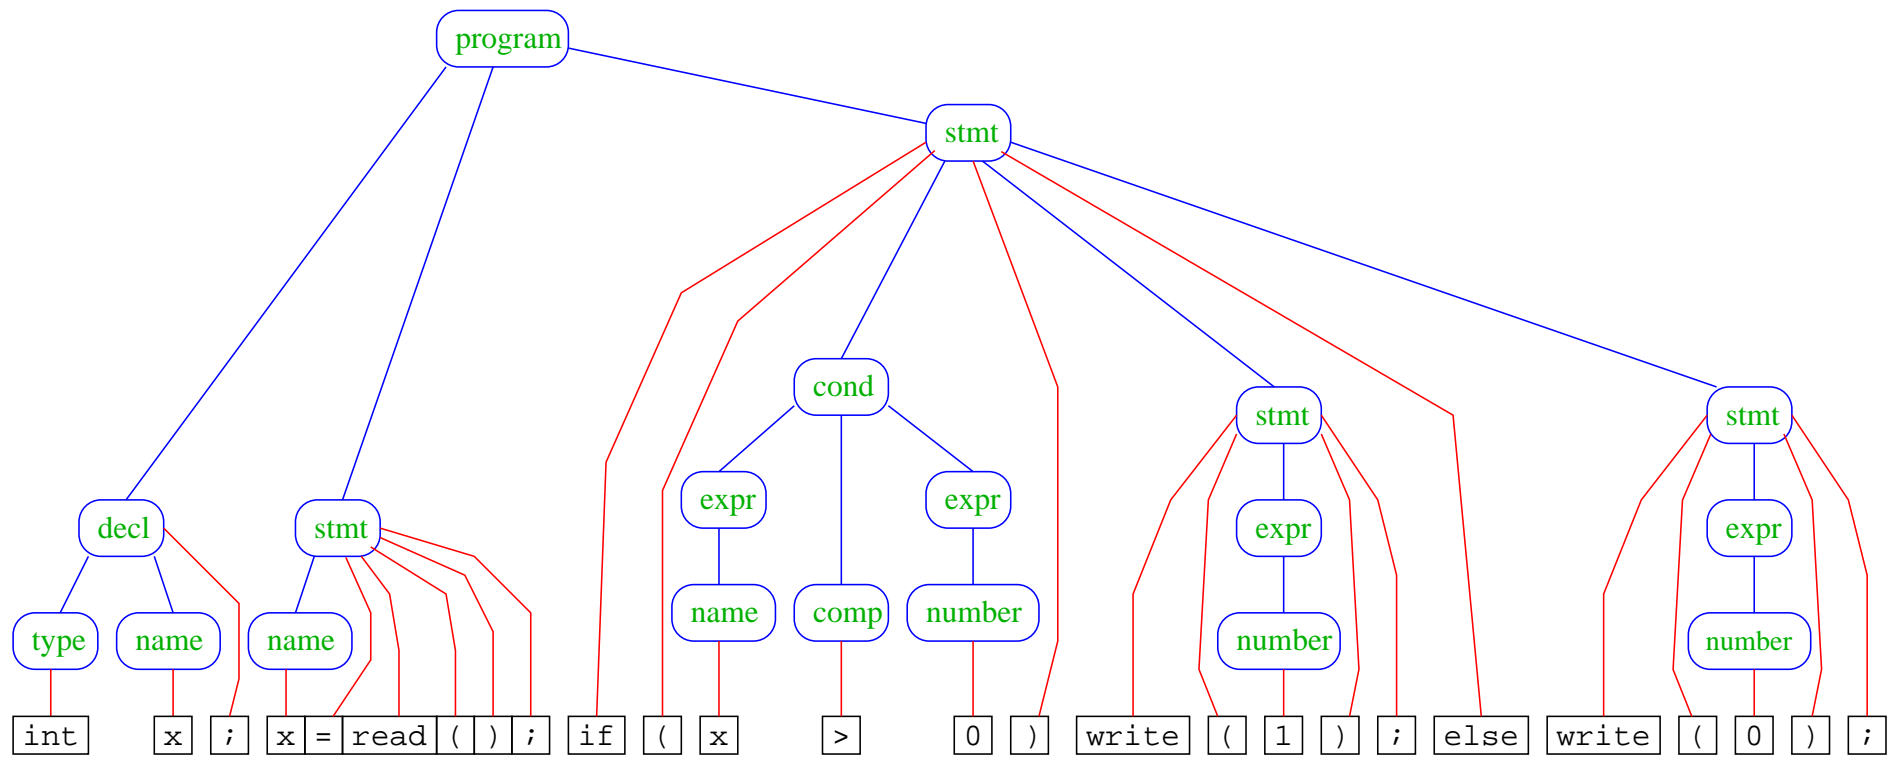 program
stmt
cond
stmt stmt
expr expr
decl stmt expr expr
name comp number
type name name number number
int x ; x = read ( ) ; if ( x > 0 ) write ( 1 ) ; else write ( 0 ) ;